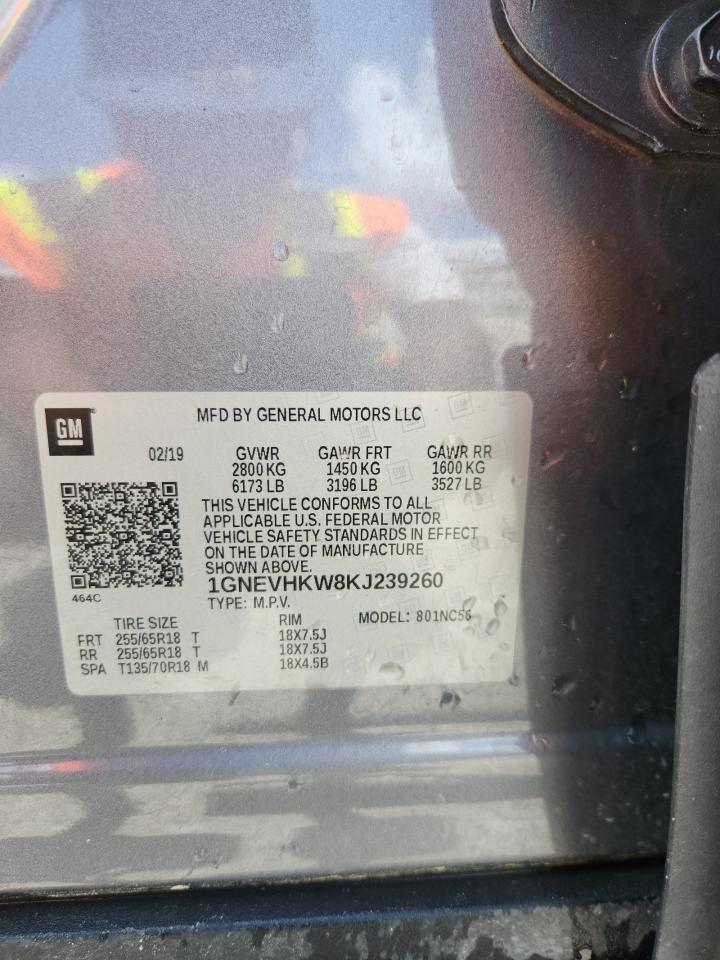 GM
MFD BY GENERAL MOTORS LLC
02/19 GVWR GAWR FRT GAWR RR
2800 KG 1450 KG 1600 KG
6173 LB 3196 LB 3527 LB
THIS VEHICLE CONFORMS TO ALL
APPLICABLE U.S. FEDERAL MOTOR
VEHICLE SAFETY STANDARDS IN EFFECT
ON THE DATE OF MANUFACTURE
SHOWN ABOVE.
464C
1GNEVHKW8KJ239260
TYPE: M.P.V. MODEL: 801NC56
TIRE SIZE RIM
FRT 255/65R18 T 18X7.5J
RR 255/65R18 T 18X7.5J
SPA T135/70R18 M 18X4.5B